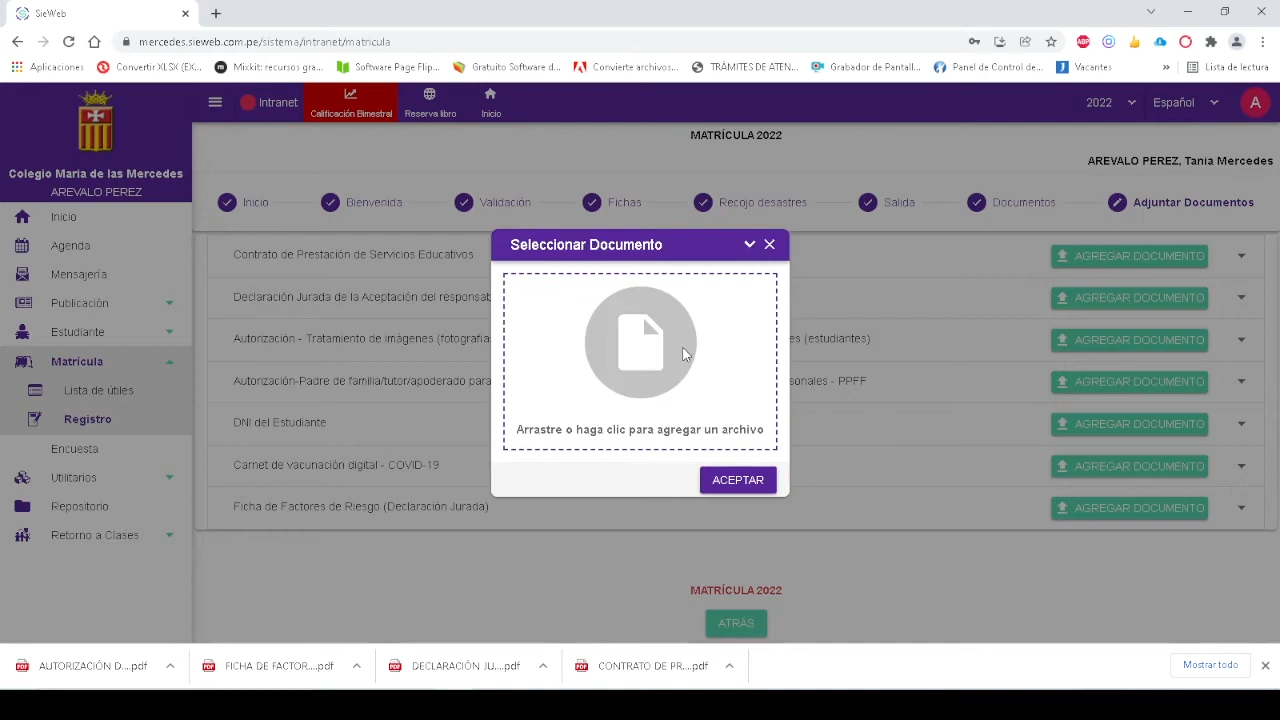 SieWeb
mercedes.sieweb.com.pe/sistema/intranet/matricula
Aplicaciones
Convertir XLSX (EX...
Mixkit: recursos gra...
Software Page Flip...
Gratuito Software d...
Convierte archivos...
TRÁMITES DE ATEN...
Grabador de Pantall...
Panel de Control de...
Vacantes
»
Lista de lectura
Intranet
Calificación Bimestral
Reserva libro
Inicio
2022
Español
A
Colegio Maria de las Mercedes
AREVALO PEREZ
MATRÍCULA 2022
AREVALO PEREZ, Tania Mercedes
Inicio
Bienvenida
Validación
Fichas
Recojo desastres
Salida
Documentos
Adjuntar Documentos
Inicio
Agenda
Mensajería
Publicación
Estudiante
Matrícula
Lista de útiles
Registro
Encuesta
Utilitarios
Repositorio
Retorno a Clases
Contrato de Prestación de Servicios Educativos
AGREGAR DOCUMENTO
Declaración Jurada de la Aceptación del responsab
AGREGAR DOCUMENTO
Autorización - Tratamiento de imágenes (fotografía
es (estudiantes)
AGREGAR DOCUMENTO
Autorización-Padre de familia/tutor/apoderado para
sonales - PPFF
AGREGAR DOCUMENTO
DNI del Estudiante
AGREGAR DOCUMENTO
Carnet de vacunación digital - COVID-19
AGREGAR DOCUMENTO
Ficha de Factores de Riesgo (Declaración Jurada)
AGREGAR DOCUMENTO
Seleccionar Documento
Arrastre o haga clic para agregar un archivo
ACEPTAR
MATRÍCULA 2022
ATRÁS
AUTORIZACIÓN D....pdf
FICHA DE FACTOR....pdf
DECLARACIÓN JU....pdf
CONTRATO DE PR....pdf
Mostrar todo